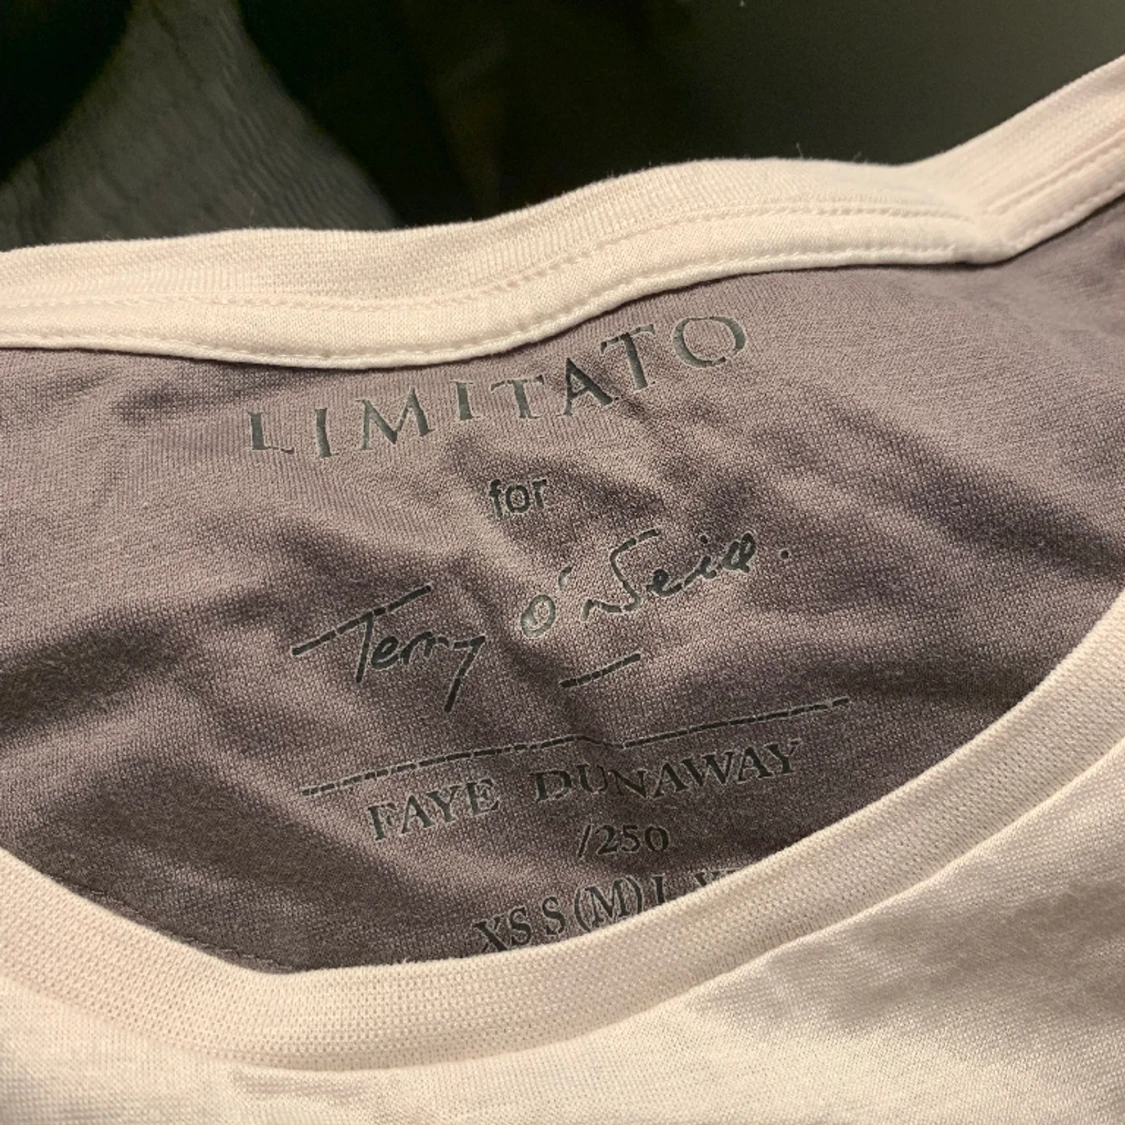 LIMITATO
for
Terry O'Neill.
FAYE DUNAWAY
/250
XS S (M) L